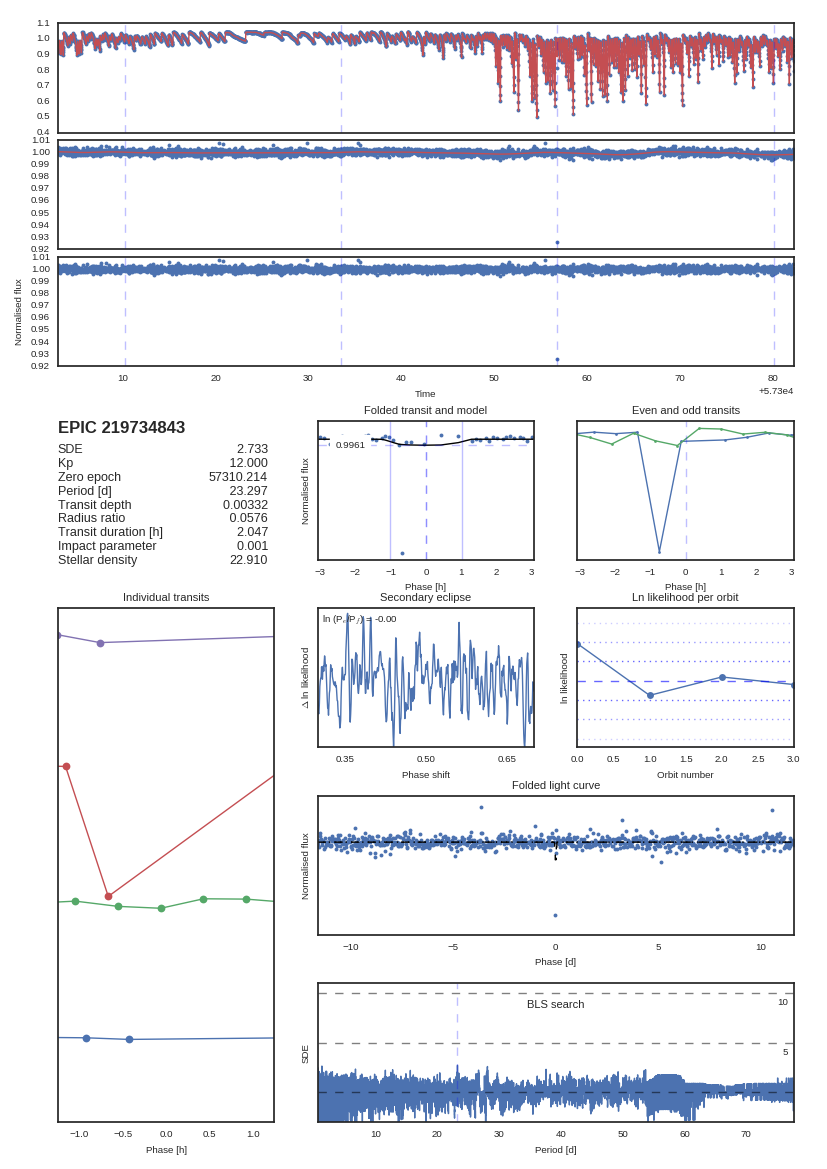 1.1
1.0
0.9
0.8
0.7
0.6
0.5
0.4
1.01
1.00
0.99
0.98
0.97
0.96
0.95
0.94
0.93
0.92
1.01
1.00
0.99
0.98
0.97
0.96
0.95
0.94
0.93
0.92
Normalised flux
10 20 30 40 50 60 70 80
Time
+5.73e4
EPIC 219734843
SDE 2.733
Kp 12.000
Zero epoch 57310.214
Period [d] 23.297
Transit depth 0.00332
Radius ratio 0.0576
Transit duration [h] 2.047
Impact parameter 0.001
Stellar density 22.910
Folded transit and model
Normalised flux
0.9961
−3 −2 −1 0 1 2 3
Phase [h]
Even and odd transits
−3 −2 −1 0 1 2 3
Phase [h]
Individual transits
−1.0 −0.5 0.0 0.5 1.0
Phase [h]
Secondary eclipse
Δ ln likelihood
0.35 0.50 0.65
Phase shift
Ln likelihood per orbit
ln likelihood
0.0 0.5 1.0 1.5 2.0 2.5 3.0
Orbit number
Folded light curve
Normalised flux
−10 −5 0 5 10
Phase [d]
BLS search
SDE
10
5
10 20 30 40 50 60 70
Period [d]